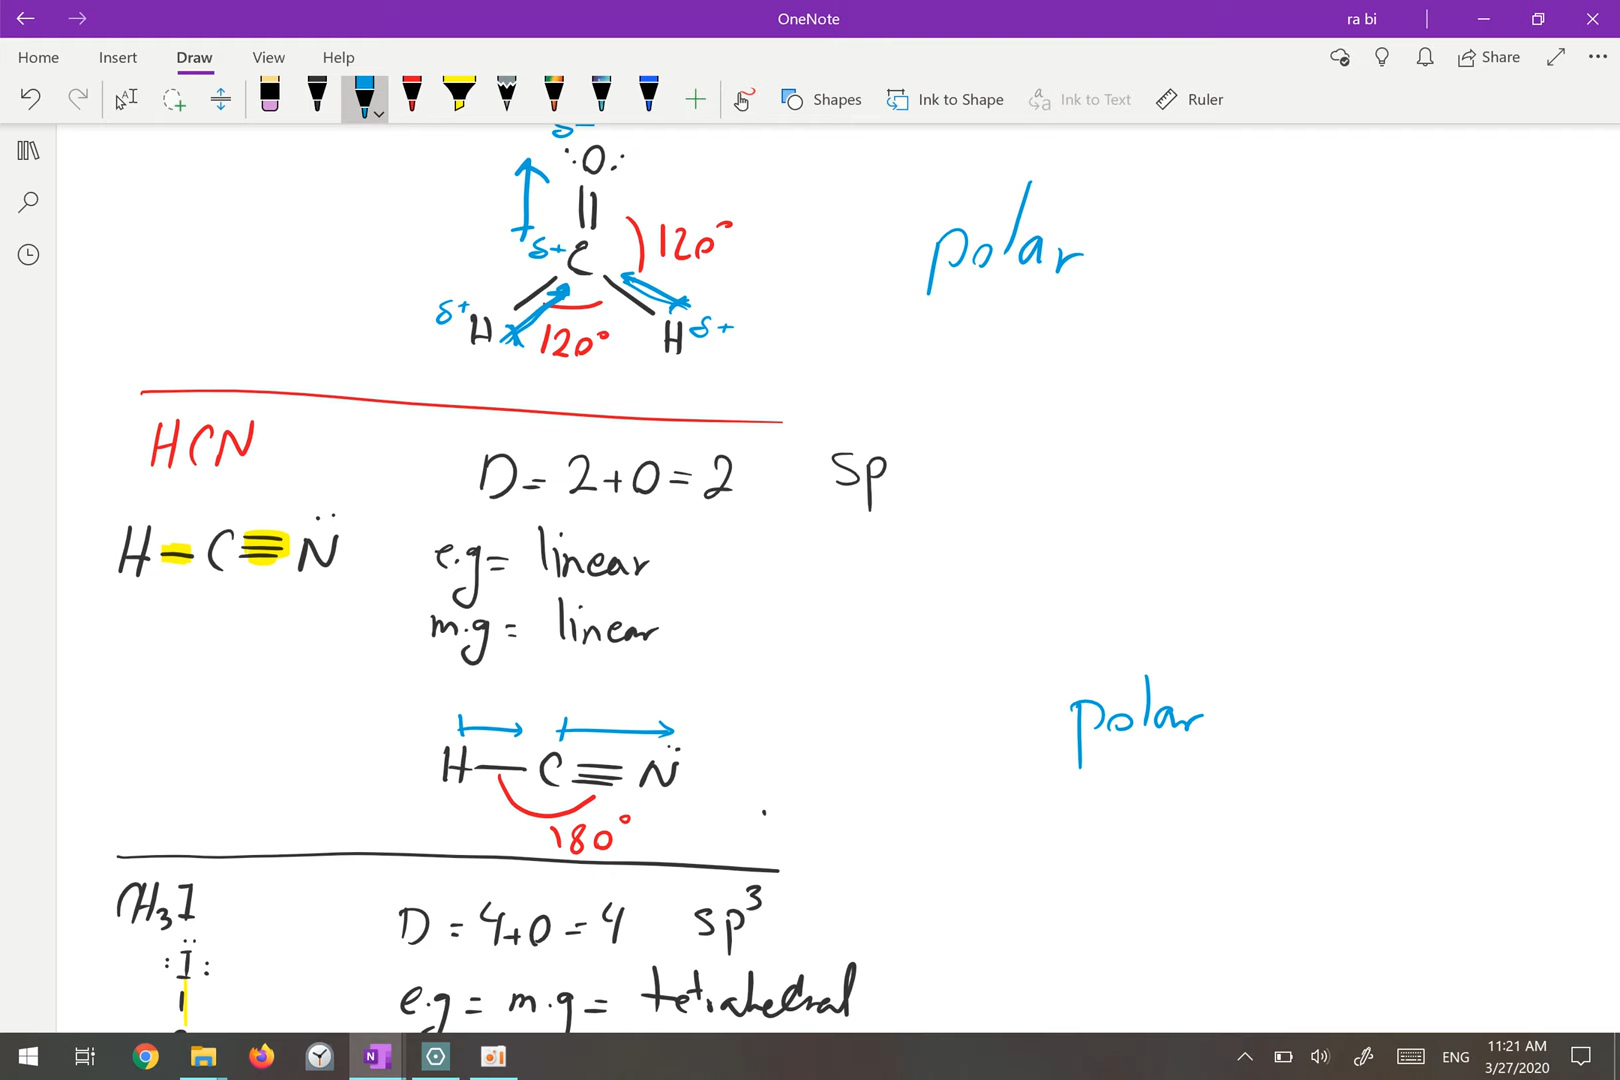 OneNote
ra bi
Home Insert Draw View Help
Share
Shapes
Ink to Shape
Ink to Text
Ruler
δ-
:O:
120°
δ+ C
polar
δ+ H
120°
H δ+
HCN
D = 2+0 = 2 sp
H-C≡N̈
e.g = linear
m.g = linear
polar
H-C≡N̈
180°
CH₃I
D = 4+0 = 4 sp³
:Ï:
e.g = m.g = tetrahedral
ENG
11:21 AM
3/27/2020